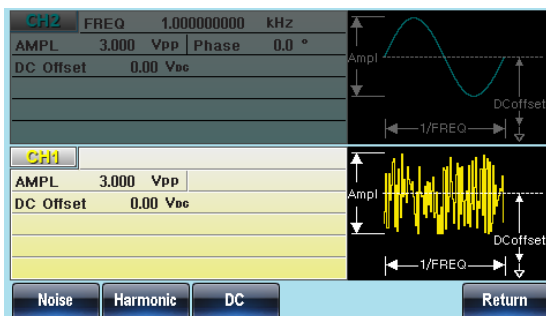 CH2 FREQ 1.000000000 kHz
AMPL 3.000 Vpp Phase 0.0 °
DC Offset 0.00 VDC
Ampl
DCoffset
1/FREQ
CH1
AMPL 3.000 Vpp
DC Offset 0.00 VDC
Ampl
DCoffset
1/FREQ
Noise Harmonic DC Return